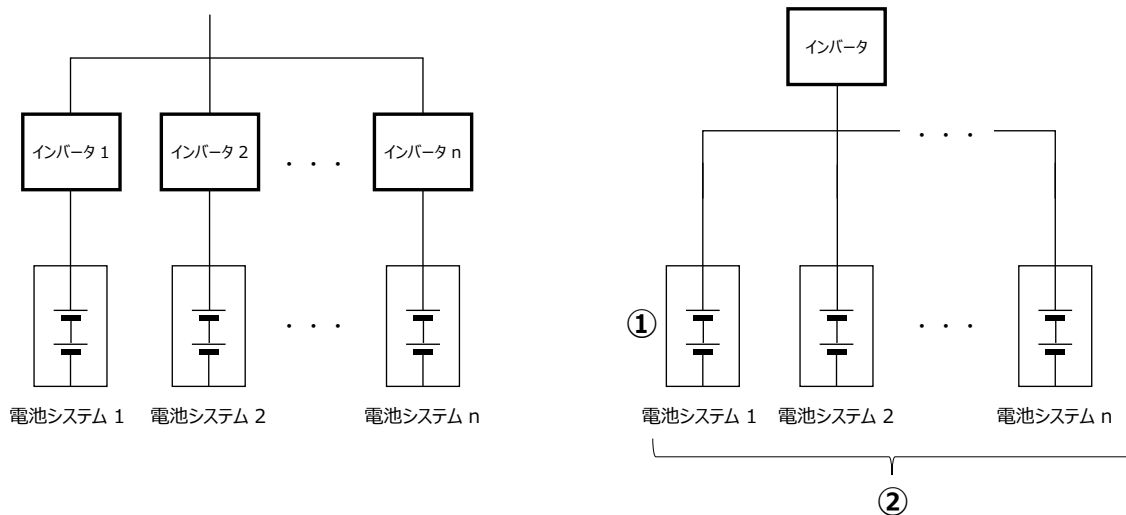 インバータ 1
インバータ 2
・・・
インバータ n
・・・
電池システム 1
電池システム 2
電池システム n
インバータ
・・・
①
・・・
電池システム 1
電池システム 2
電池システム n
②